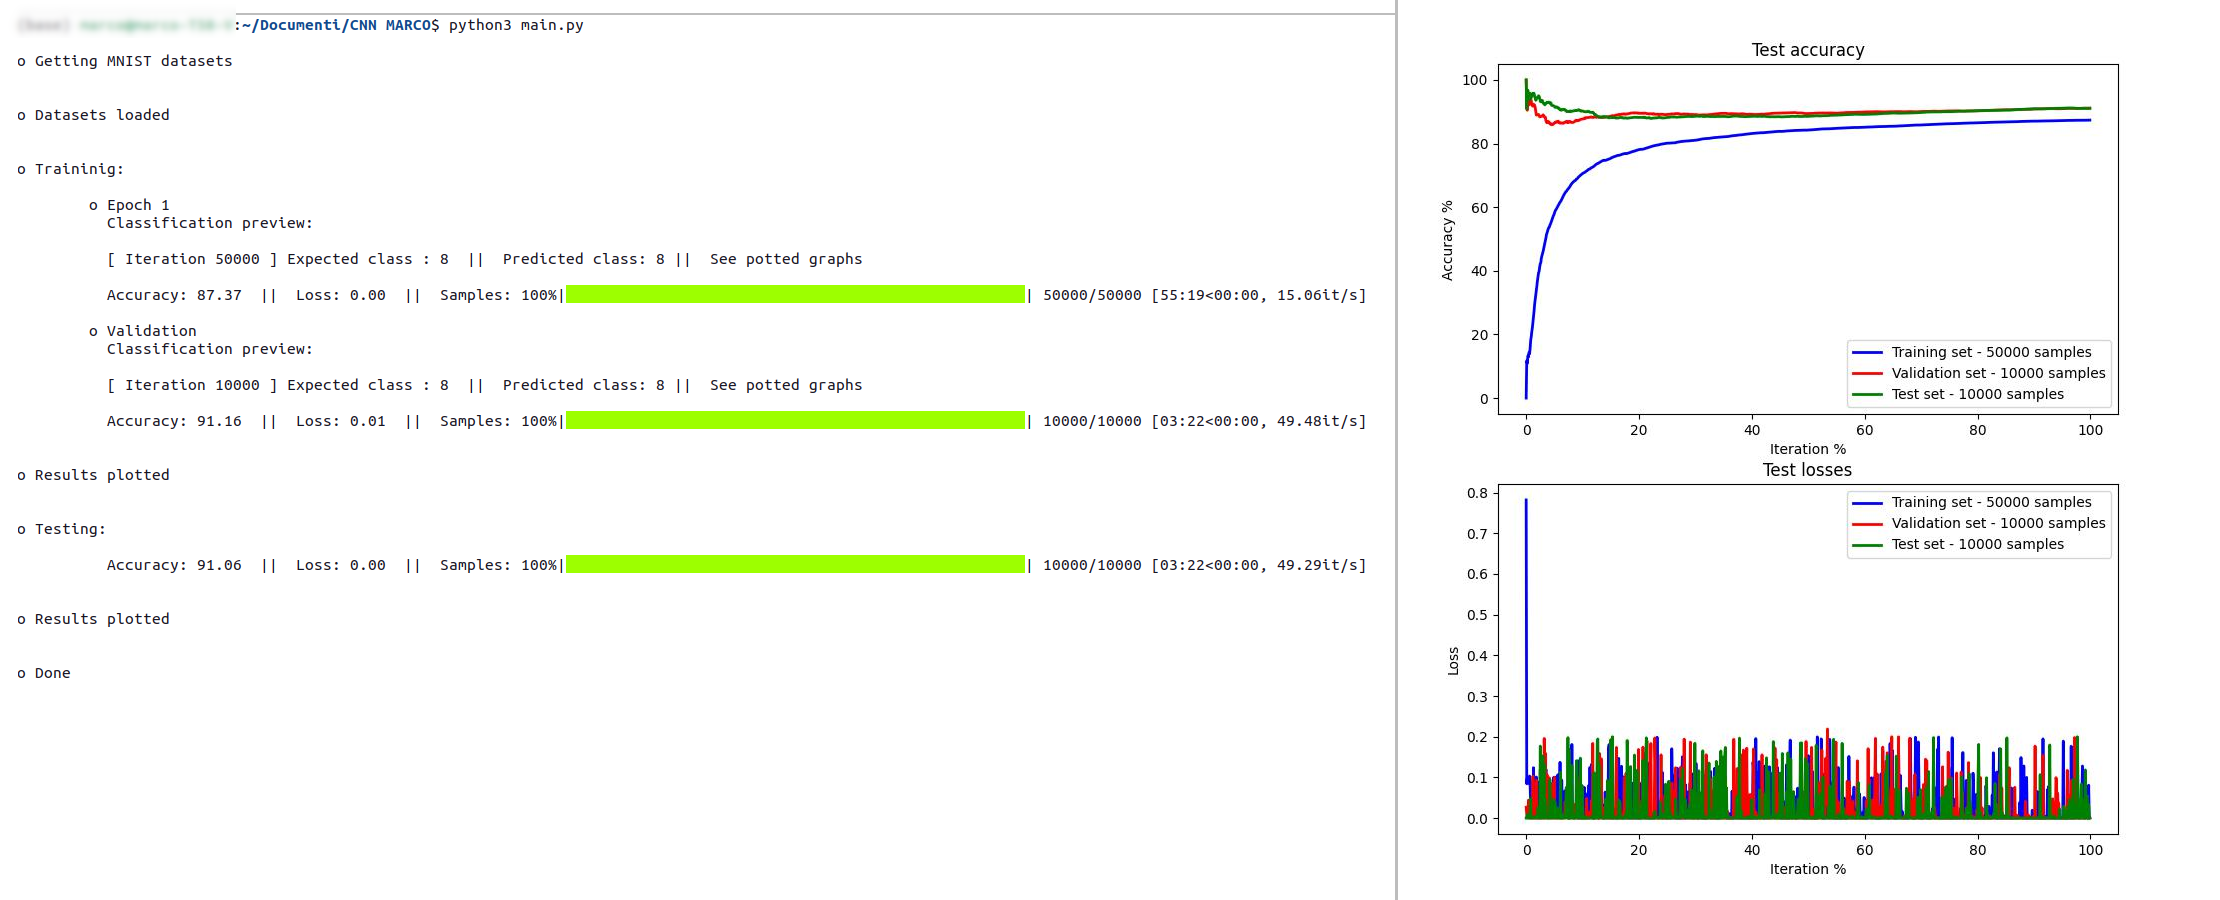 :~/Documenti/CNN MARCO$ python3 main.py
o Getting MNIST datasets
o Datasets loaded
o Traininig:
o Epoch 1
Classification preview:
[ Iteration 50000 ] Expected class : 8 || Predicted class: 8 || See potted graphs
Accuracy: 87.37 || Loss: 0.00 || Samples: 100%| | 50000/50000 [55:19<00:00, 15.06it/s]
o Validation
Classification preview:
[ Iteration 10000 ] Expected class : 8 || Predicted class: 8 || See potted graphs
Accuracy: 91.16 || Loss: 0.01 || Samples: 100%| | 10000/10000 [03:22<00:00, 49.48it/s]
o Results plotted
o Testing:
Accuracy: 91.06 || Loss: 0.00 || Samples: 100%| | 10000/10000 [03:22<00:00, 49.29it/s]
o Results plotted
o Done
Test accuracy
Accuracy %
100
80
60
40
20
0
Training set - 50000 samples
Validation set - 10000 samples
Test set - 10000 samples
0 20 40 60 80 100
Iteration %
Test losses
Loss
0.8
0.7
0.6
0.5
0.4
0.3
0.2
0.1
0.0
Training set - 50000 samples
Validation set - 10000 samples
Test set - 10000 samples
0 20 40 60 80 100
Iteration %